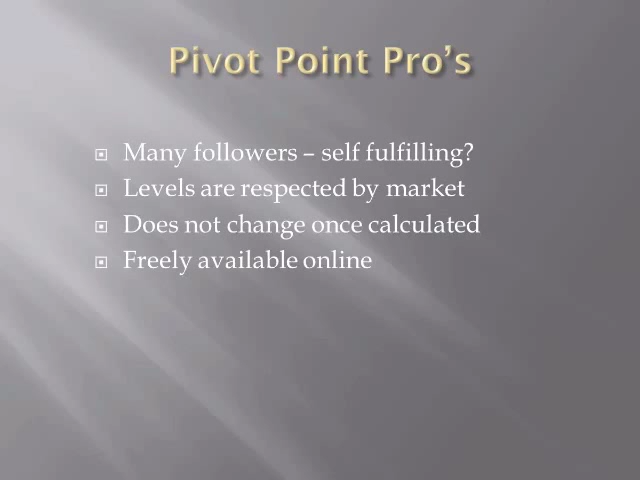 Pivot Point Pro’s
Many followers – self fulfilling?
Levels are respected by market
Does not change once calculated
Freely available online